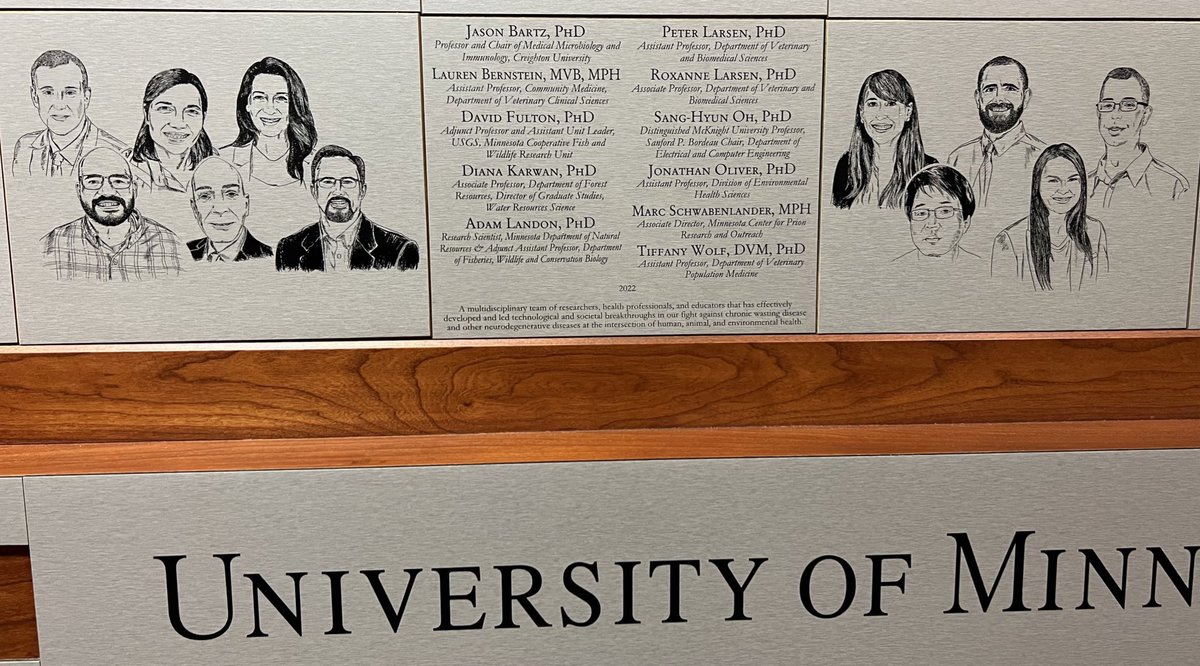 JASON BARTZ, PHD
Professor and Chair of Medical Microbiology and
Immunology, Creighton University
LAUREN BERNSTEIN, MVB, MPH
Assistant Professor, Community Medicine,
Department of Veterinary Clinical Sciences
DAVID FULTON, PHD
Adjunct Professor and Assistant Unit Leader,
USGS, Minnesota Cooperative Fish and
Wildlife Research Unit
DIANA KARWAN, PHD
Associate Professor, Department of Forest
Resources, Director of Graduate Studies,
Water Resources Science
ADAM LANDON, PHD
Research Scientist, Minnesota Department of Natural
Resources & Adjunct Assistant Professor, Department
of Fisheries, Wildlife and Conservation Biology
PETER LARSEN, PHD
Assistant Professor, Department of Veterinary
and Biomedical Sciences
ROXANNE LARSEN, PHD
Associate Professor, Department of Veterinary and
Biomedical Sciences
SANG-HYUN OH, PHD
Distinguished McKnight University Professor,
Sanford P. Bordeau Chair, Department of
Electrical and Computer Engineering
JONATHAN OLIVER, PHD
Assistant Professor, Division of Environmental
Health Sciences
MARC SCHWABENLANDER, MPH
Associate Director, Minnesota Center for Prion
Research and Outreach
TIFFANY WOLF, DVM, PHD
Assistant Professor, Department of Veterinary
Population Medicine
2022
A multidisciplinary team of researchers, health professionals, and educators that has effectively
developed and led technological and societal breakthroughs in our fight against chronic wasting disease
and other neurodegenerative diseases at the intersection of human, animal, and environmental health.
UNIVERSITY OF MINN